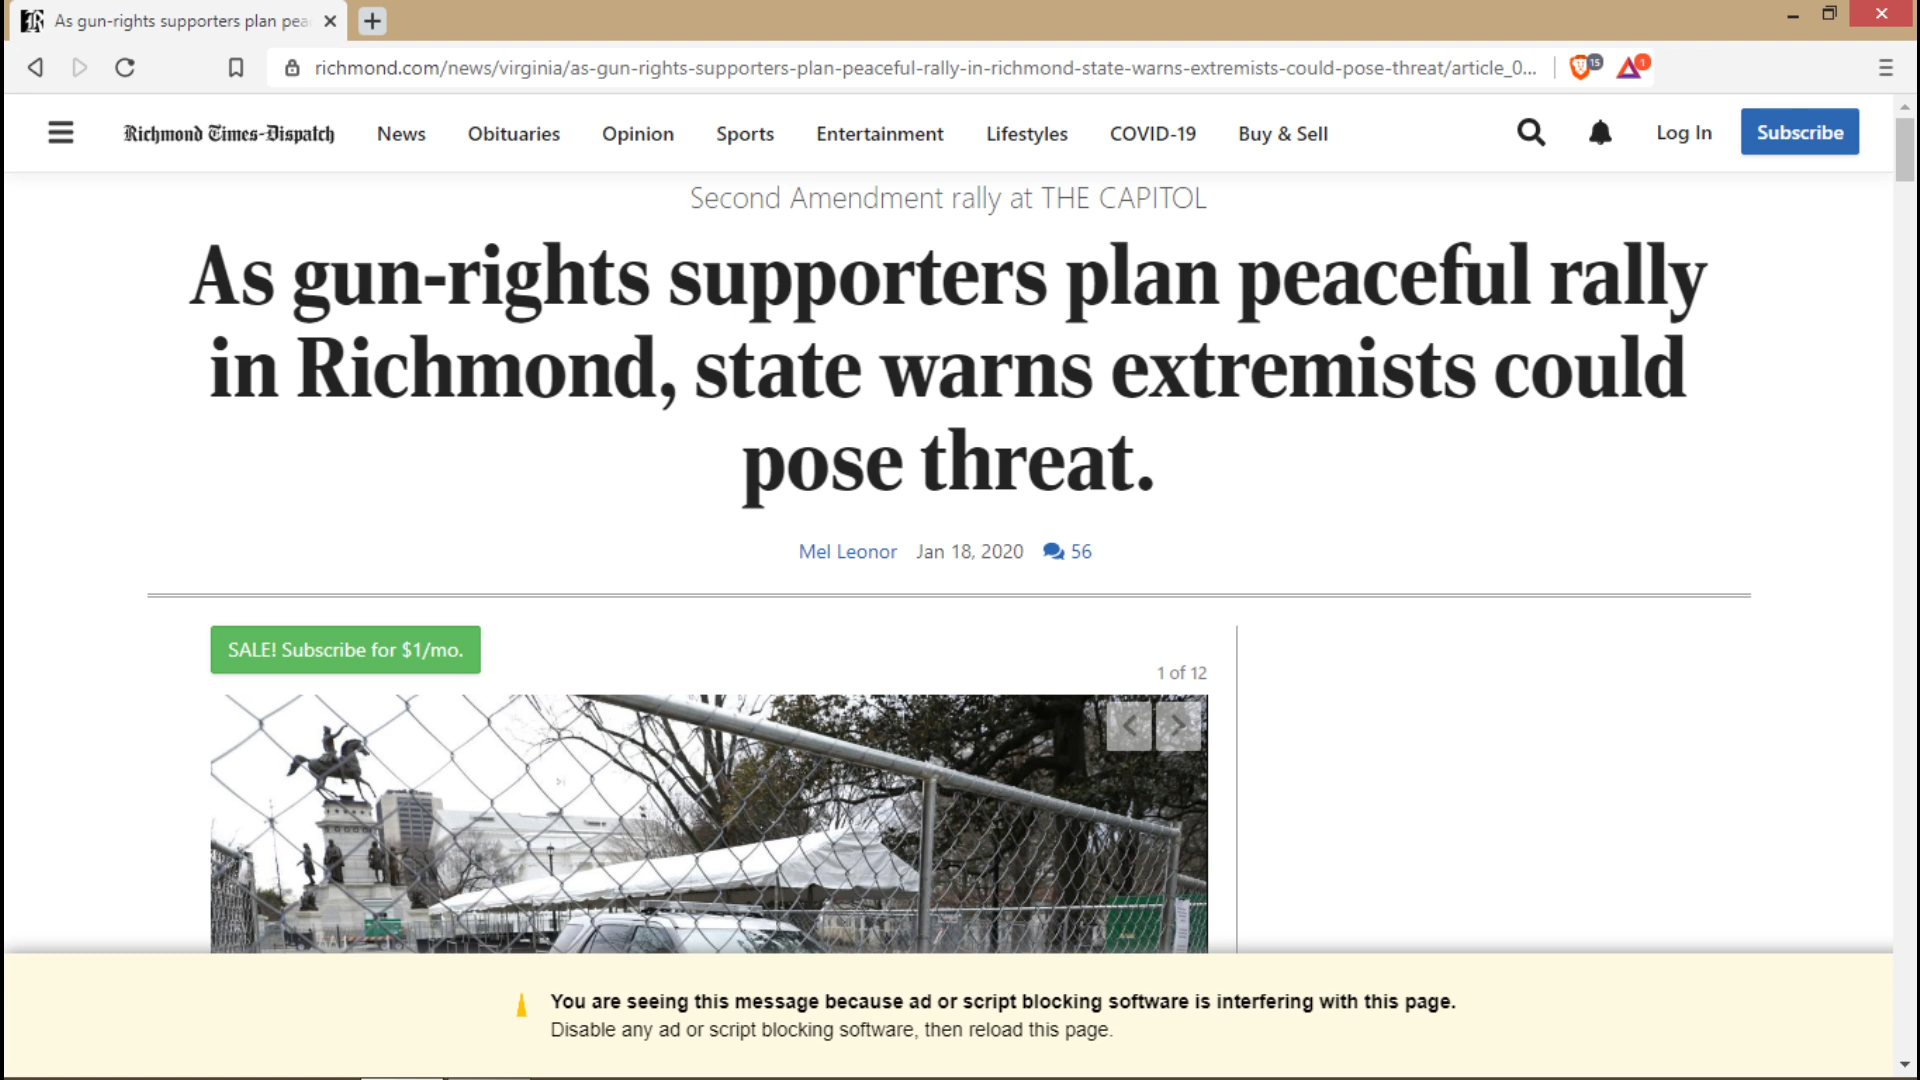 As gun-rights supporters plan pea
richmond.com/news/virginia/as-gun-rights-supporters-plan-peaceful-rally-in-richmond-state-warns-extremists-could-pose-threat/article_0...
15
1
Richmond Times-Dispatch News Obituaries Opinion Sports Entertainment Lifestyles COVID-19 Buy & Sell Log In Subscribe
Second Amendment rally at THE CAPITOL
As gun-rights supporters plan peaceful rally
in Richmond, state warns extremists could
pose threat.
Mel Leonor Jan 18, 2020 56
SALE! Subscribe for $1/mo.
1 of 12
You are seeing this message because ad or script blocking software is interfering with this page.
Disable any ad or script blocking software, then reload this page.